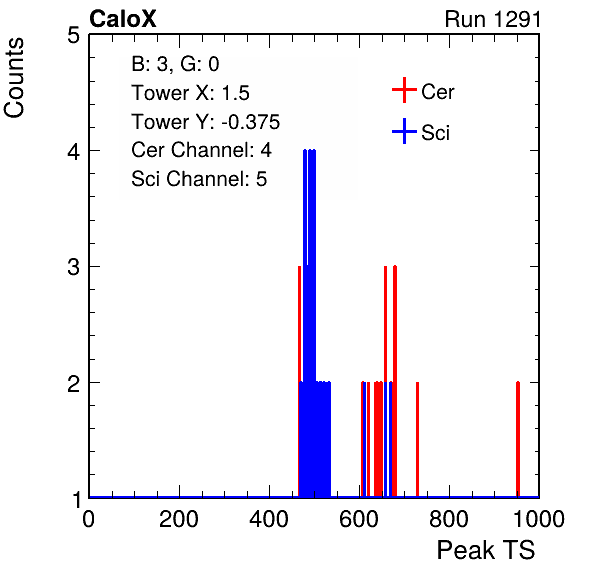 CaloX Run 1291
Counts
5
4
3
2
1
B: 3, G: 0
Tower X: 1.5
Tower Y: -0.375
Cer Channel: 4
Sci Channel: 5
Cer
Sci
0 200 400 600 800 1000
Peak TS